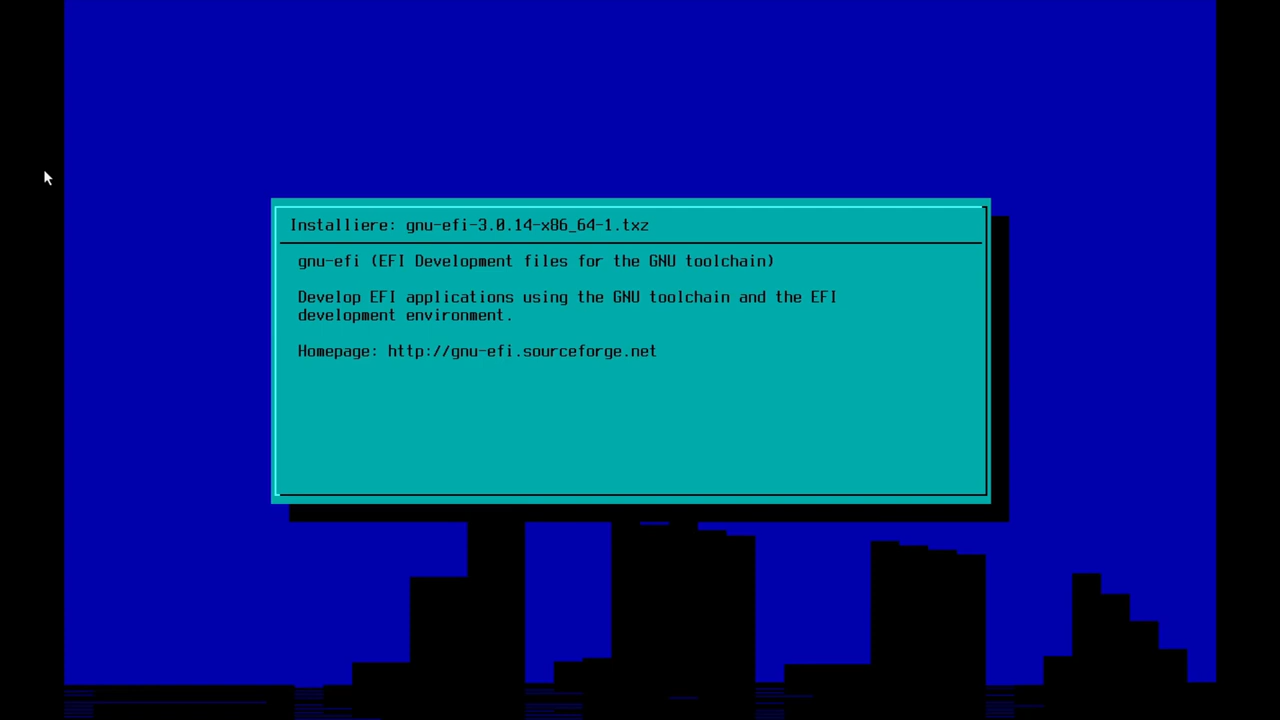 Installiere: gnu-efi-3.0.14-x86_64-1.txz
gnu-efi (EFI Development files for the GNU toolchain)
Develop EFI applications using the GNU toolchain and the EFI
development environment.
Homepage: http://gnu-efi.sourceforge.net